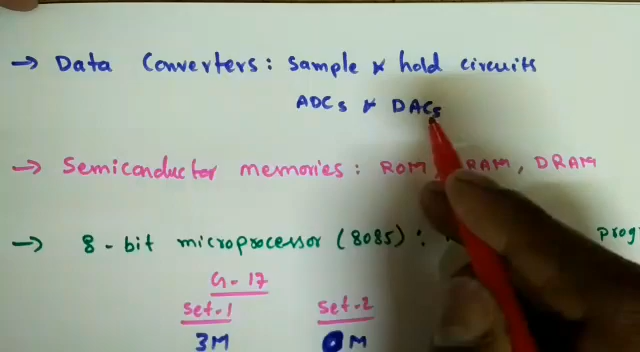 → Data Converters: Sample & hold circuits
ADCs & DACs
→ Semiconductor memories: ROM, RAM, DRAM
→ 8-bit microprocessor (8085):
G-17
Set-1 Set-2
3M M